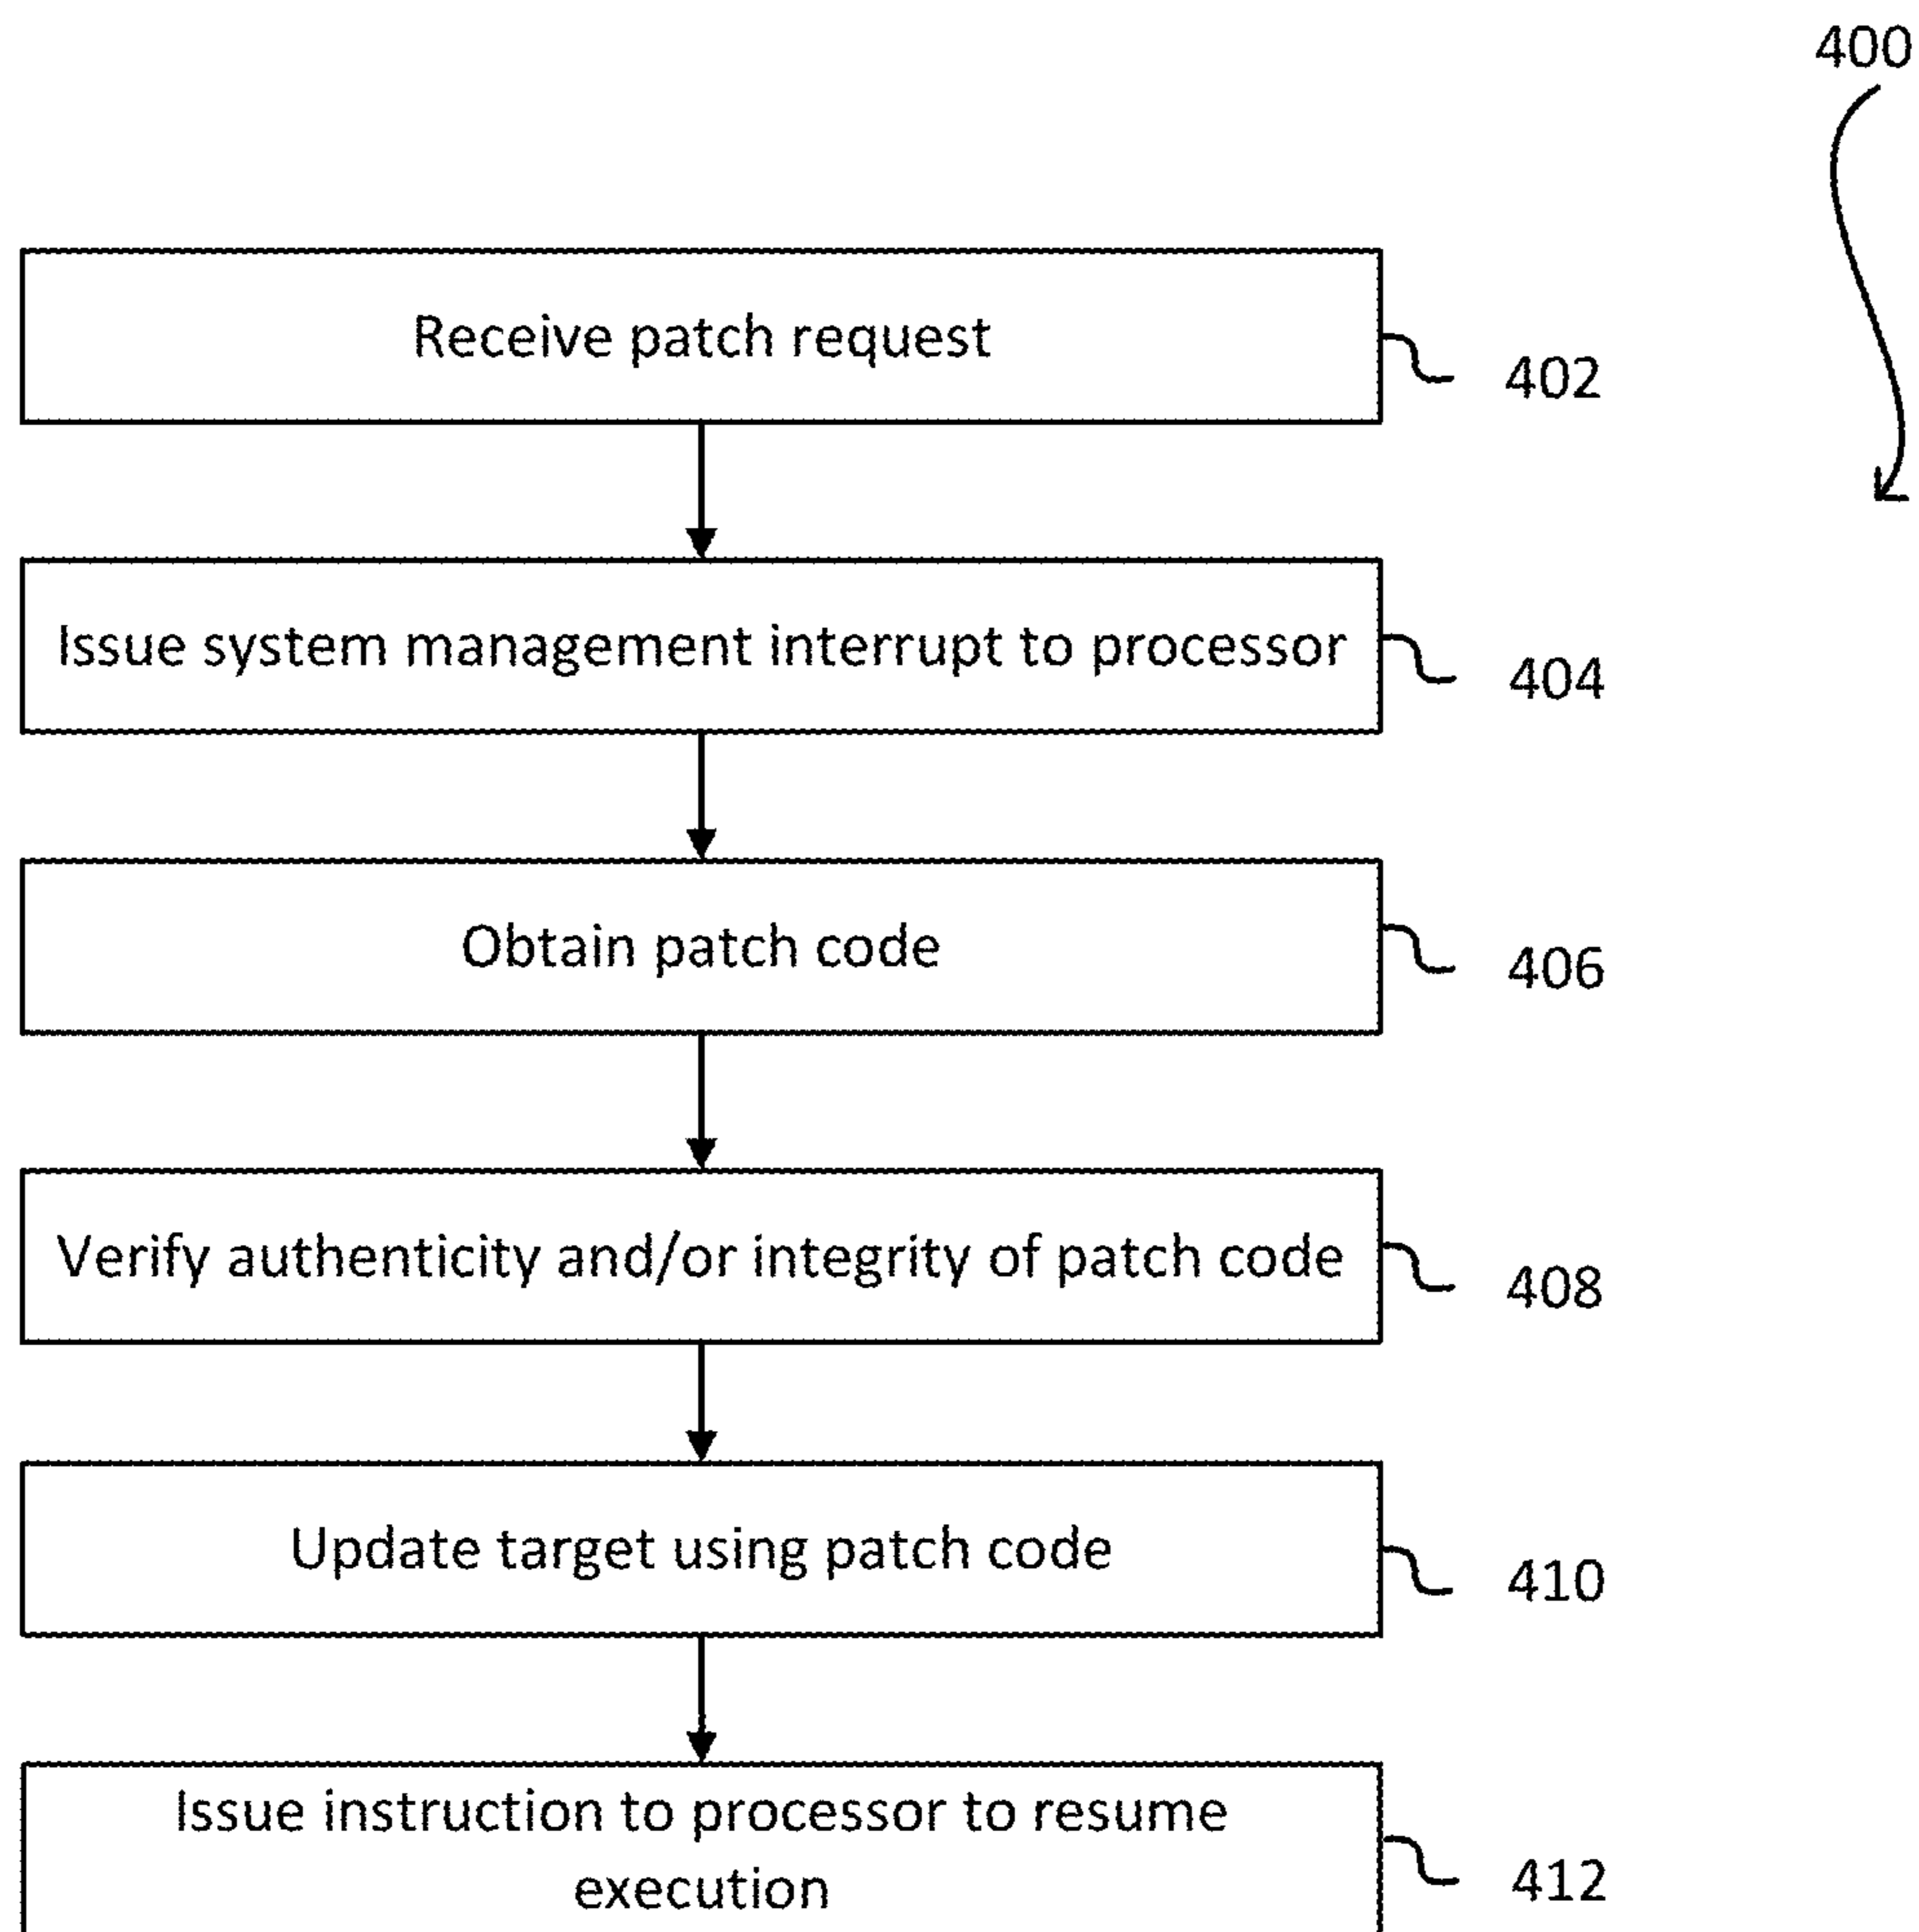 400
Receive patch request
402
Issue system management interrupt to processor
404
Obtain patch code
406
Verify authenticity and/or integrity of patch code
408
Update target using patch code
410
Issue instruction to processor to resume
execution
412